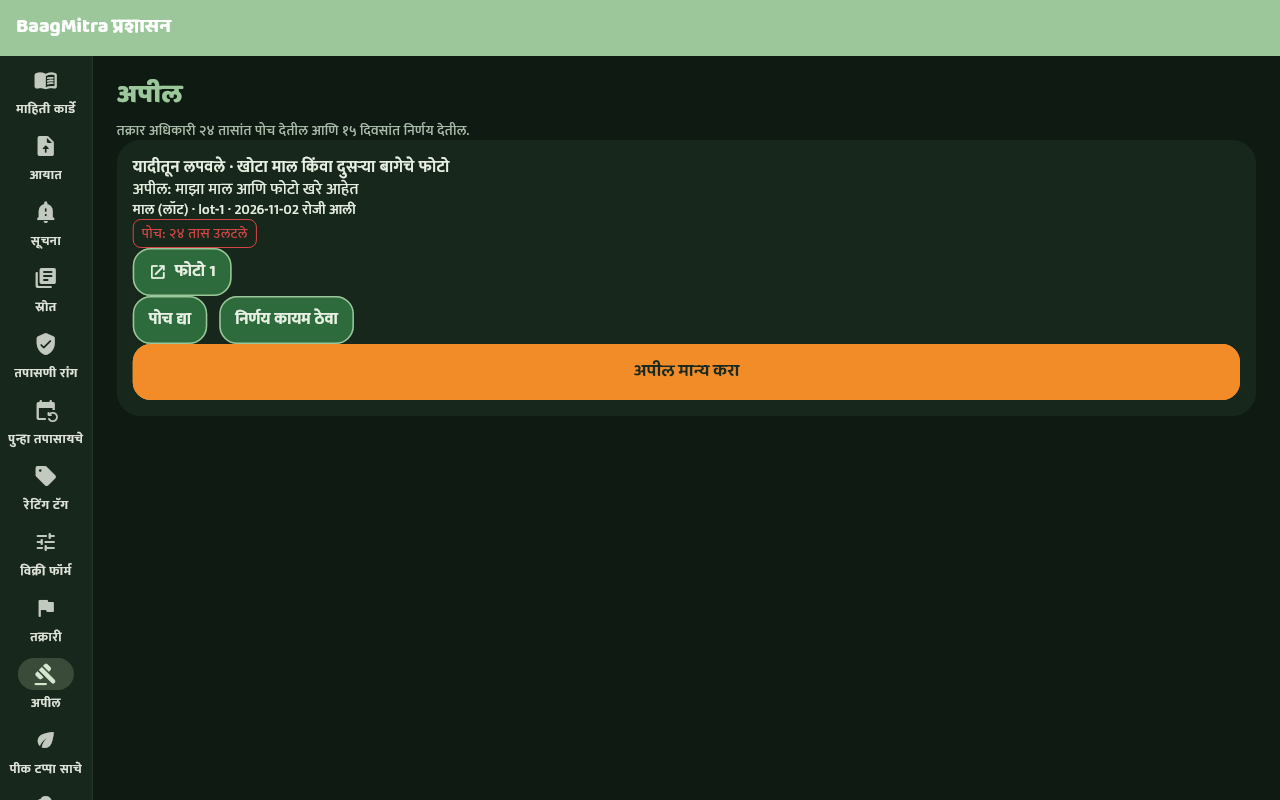 BaagMitra प्रशासन
माहिती कार्डे
आयात
सूचना
स्रोत
तपासणी रांग
पुन्हा तपासायचे
रेटिंग टॅग
विक्री फॉर्म
तक्रारी
अपील
पीक टप्पा साचे
अपील
तक्रार अधिकारी २४ तासांत पोच देतील आणि १५ दिवसांत निर्णय देतील.
यादीतून लपवले · खोटा माल किंवा दुसऱ्या बागेचे फोटो
अपील: माझा माल आणि फोटो खरे आहेत
माल (लॉट) · lot-1 · 2026-11-02 रोजी आली
पोच: २४ तास उलटले
फोटो 1
पोच द्या
निर्णय कायम ठेवा
अपील मान्य करा